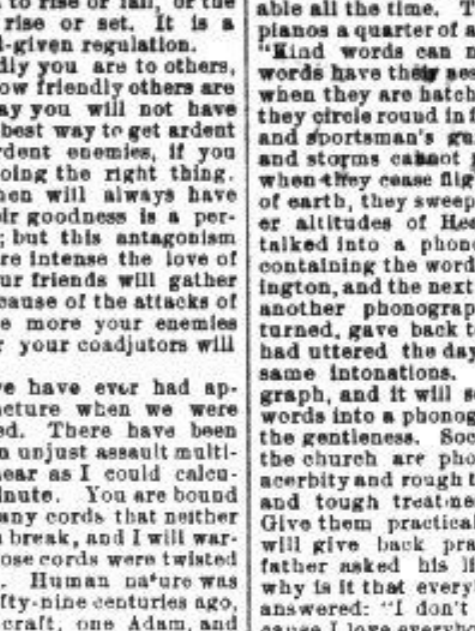 to rise or fall, or the
rise or set. It is a
-given regulation.
dly you are to others,
ow friendly others are
ay you will not have
best way to get ardent
rdent enemies, if you
oing the right thing.
nen will always have
eir goodness is a per-
; but this antagonism
re intense the love of
ur friends will gather
cause of the attacks of
e more your enemies
r your coadjutors will
ve have ever had ap-
acture when we were
ed. There have been
n unjust assault multi-
near as I could calcu-
inute. You are bound
any cords that neither
break, and I will war-
ose cords were twisted
. Human nature was
fty-nine centuries ago,
craft, one Adam, and
able all the time. T
pianos a quarter of a
"Kind words can n
words have their se
when they are hatch
they circle round in f
and sportsman's gu
and storms cannot
when they cease flig
of earth, they sweep
er altitudes of Hea
talked into a phon
containing the word
ington, and the next
another phonograp
turned, gave back t
had uttered the day
same intonations.
graph, and it will s
words into a phonog
the gentleness. Soc
the church are pho
acerbity and rough t
and tough treatme
Give them practical
will give back pra
father asked his li
why is it that every
answered: "I don't
cause I love everybo